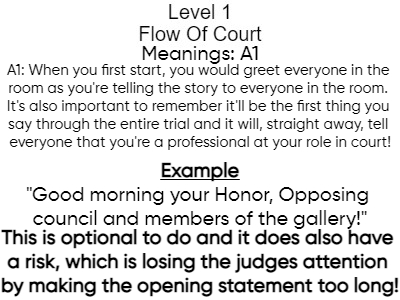 Level 1
Flow Of Court
Meanings: A1
A1: When you first start, you would greet everyone in the
room as you're telling the story to everyone in the room.
It's also important to remember it'll be the first thing you
say through the entire trial and it will, straight away, tell
everyone that you're a professional at your role in court!
Example
"Good morning your Honor, Opposing
council and members of the gallery!"
This is optional to do and it does also have
a risk, which is losing the judges attention
by making the opening statement too long!